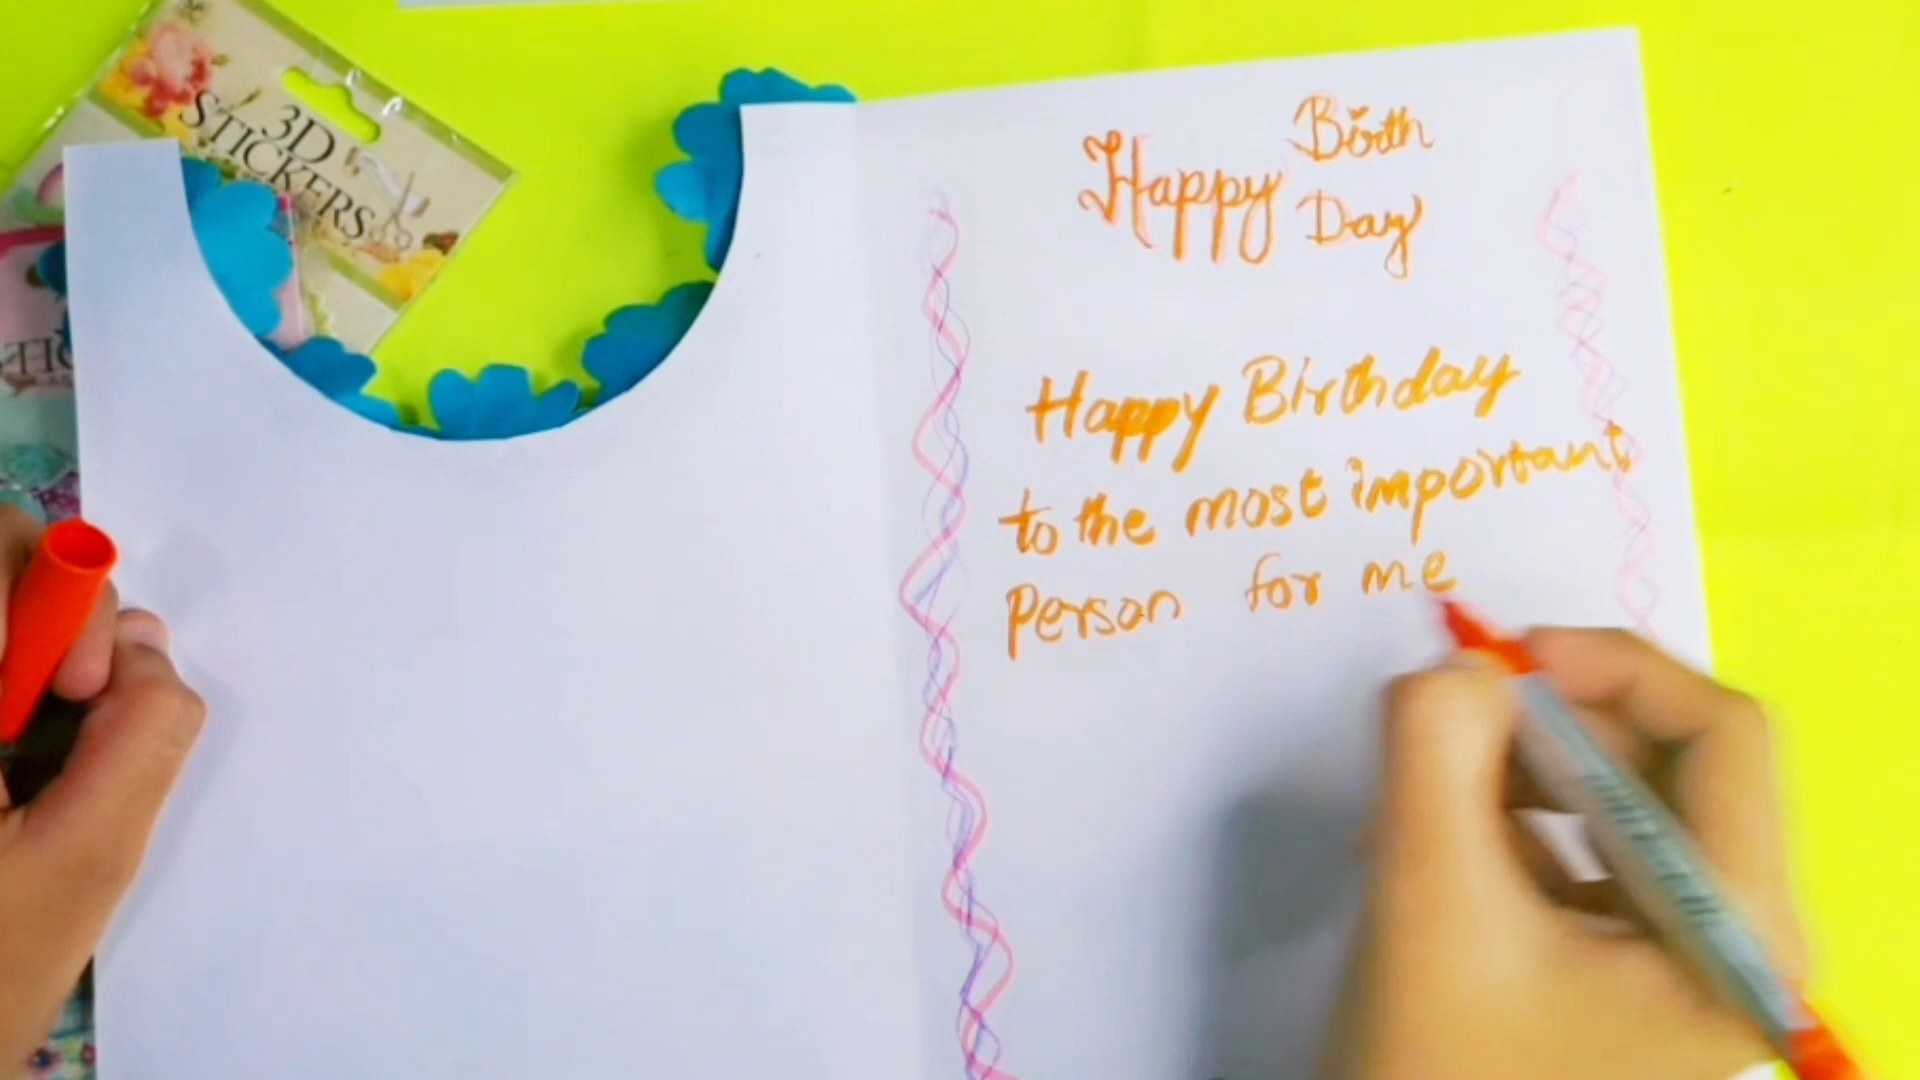 3D
STICKERS
Happy Birth
Day
Happy Birthday
to the most important
Person for me